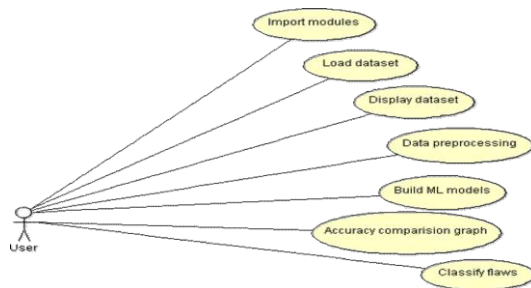 Import modules
Load dataset
Display dataset
Data preprocessing
Build ML models
Accuracy comparision graph
Classify flaws
User